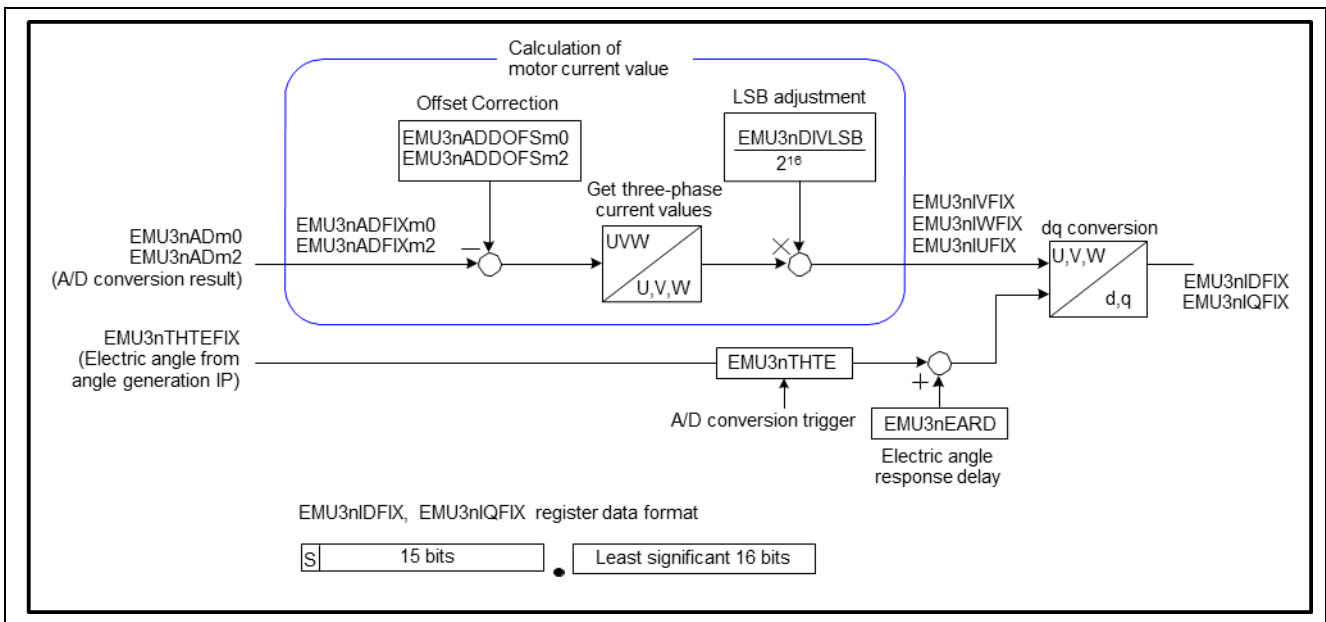 Calculation of
motor current value
Offset Correction
EMU3nADDOFSm0
EMU3nADDOFSm2
LSB adjustment
EMU3nDIVLSB
2^16
Get three-phase
current values
UVW
U,V,W
EMU3nADm0
EMU3nADm2
(A/D conversion result)
EMU3nADFIXm0
EMU3nADFIXm2
−
×
EMU3nIVFIX
EMU3nIWFIX
EMU3nIUFIX
dq conversion
U,V,W
d,q
EMU3nIDFIX
EMU3nIQFIX
EMU3nTHTEFIX
(Electric angle from
angle generation IP)
EMU3nTHTE
A/D conversion trigger
+
EMU3nEARD
Electric angle
response delay
EMU3nIDFIX, EMU3nIQFIX register data format
S
15 bits
Least significant 16 bits